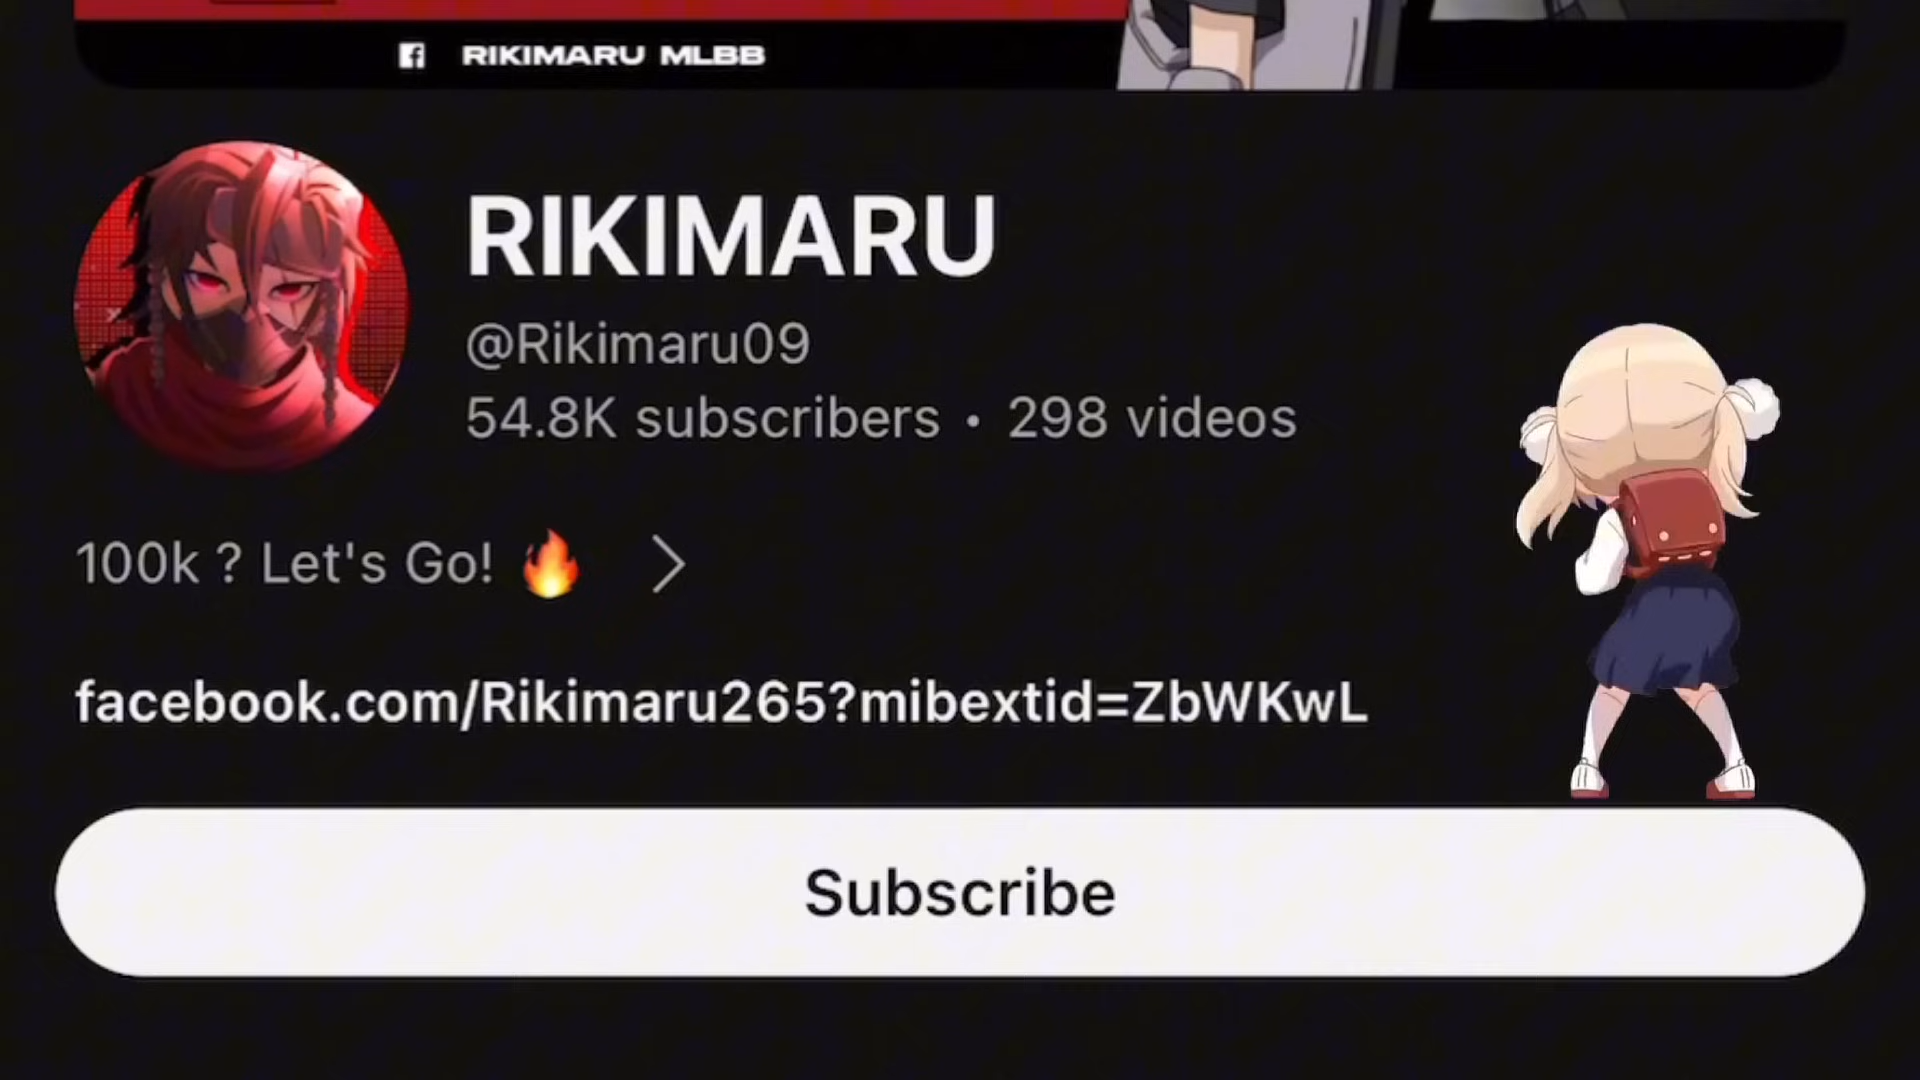 RIKIMARU MLBB
RIKIMARU
@Rikimaru09
54.8K subscribers • 298 videos
100k ? Let's Go! 🔥 >
facebook.com/Rikimaru265?mibextid=ZbWKwL
Subscribe